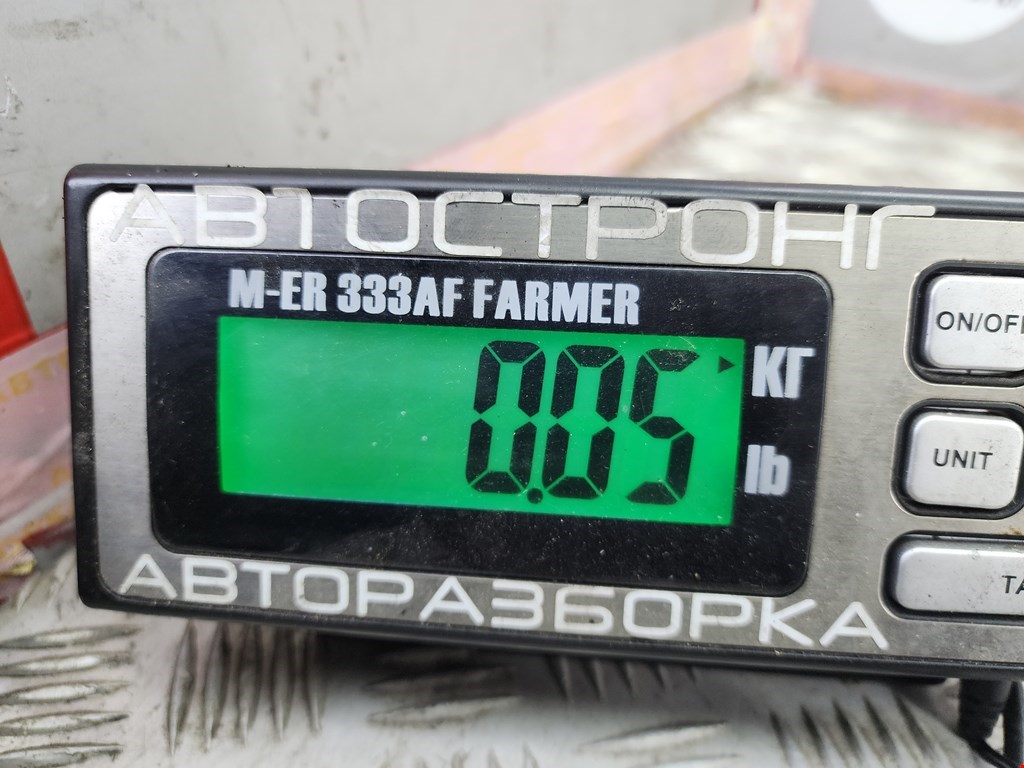 АВТОСТРОНГ
M-ER 333AF FARMER
0.05
КГ
lb
ON/OFF
UNIT
АВТОРАЗБОРКА